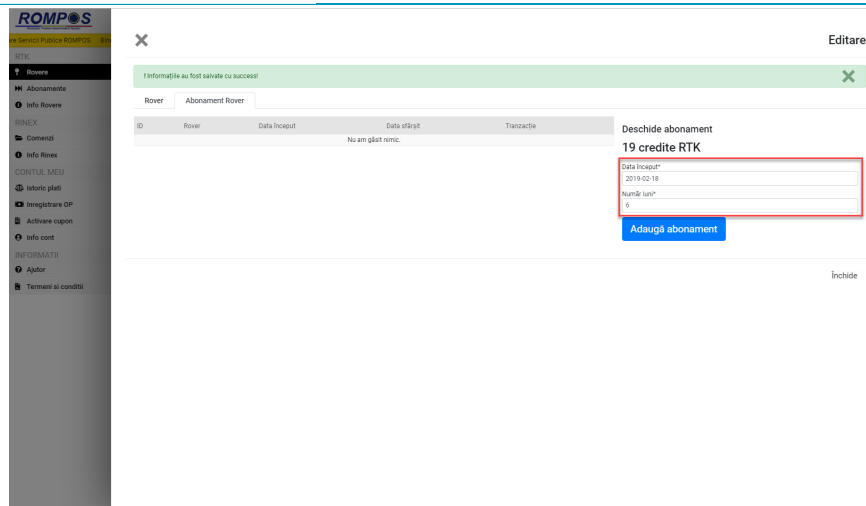 ROMPOS
are Servicii Publice ROMPOS
Editare
RTK
Rovere
Abonamente
Info Rovere
RINEX
Comenzi
Info Rinex
CONTUL MEU
Istoric plati
Inregistrare OP
Activare cupon
Info cont
INFORMATII
Ajutor
Termeni si conditii
! Informațiile au fost salvate cu success!
Rover Abonament Rover
ID Rover Data început Data sfârșit Tranzacție
Nu am găsit nimic.
Deschide abonament
19 credite RTK
Data început*
2019-02-18
Număr luni*
6
Adaugă abonament
Închide